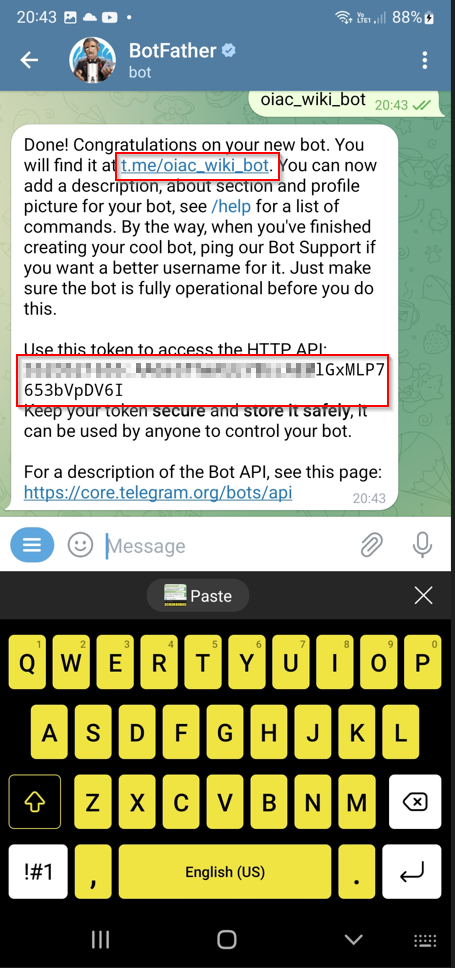 20:43 88%
BotFather
bot
oiac_wiki_bot 20:43
Done! Congratulations on your new bot. You
will find it at t.me/oiac_wiki_bot. You can now
add a description, about section and profile
picture for your bot, see /help for a list of
commands. By the way, when you've finished
creating your cool bot, ping our Bot Support if
you want a better username for it. Just make
sure the bot is fully operational before you do
this.
Use this token to access the HTTP API:
lGxMLP7
653bVpDV6I
Keep your token secure and store it safely, it
can be used by anyone to control your bot.
For a description of the Bot API, see this page:
https://core.telegram.org/bots/api
20:43
Message
Paste
1 2 3 4 5 6 7 8 9 0
Q W E R T Y U I O P
A S D F G H J K L
Z X C V B N M
!#1 , English (US) .